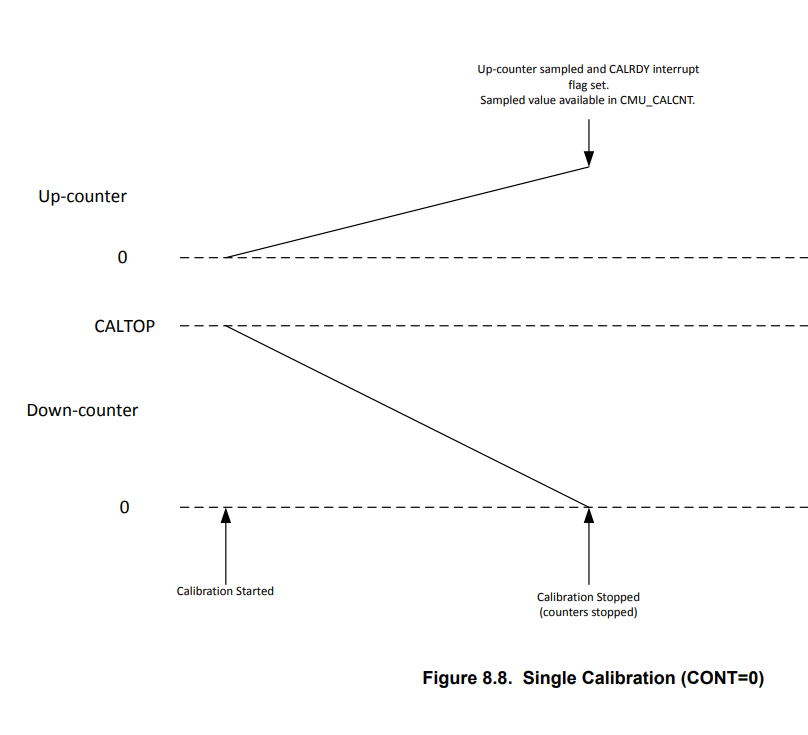 Up-counter sampled and CALRDY interrupt
flag set.
Sampled value available in CMU_CALCNT.
Up-counter
0
CALTOP
Down-counter
0
Calibration Started
Calibration Stopped
(counters stopped)
Figure 8.8. Single Calibration (CONT=0)